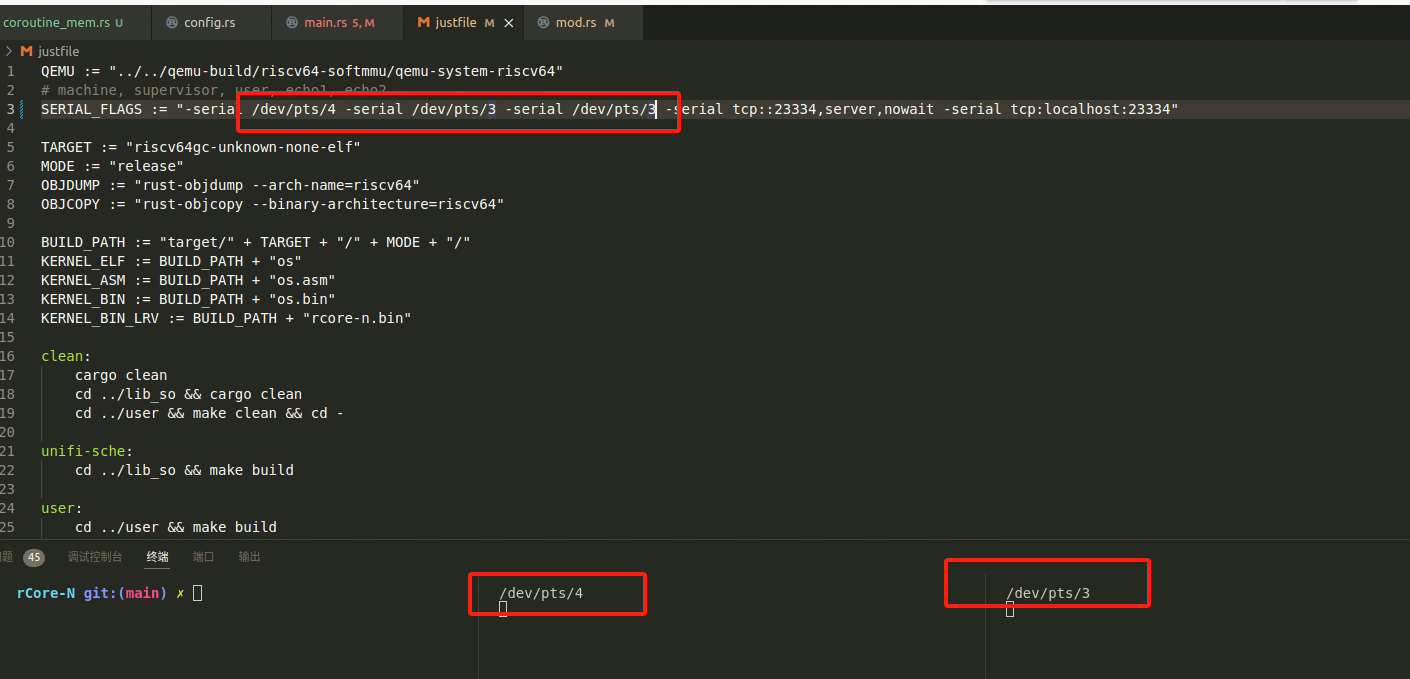 coroutine_mem.rs U config.rs main.rs 5, M justfile M mod.rs M
justfile
1 QEMU := "../../qemu-build/riscv64-softmmu/qemu-system-riscv64"
2 # machine, supervisor, user, echo1, echo2
3 SERIAL_FLAGS := "-serial /dev/pts/4 -serial /dev/pts/3 -serial /dev/pts/3 -serial tcp::23334,server,nowait -serial tcp:localhost:23334"
4
5 TARGET := "riscv64gc-unknown-none-elf"
6 MODE := "release"
7 OBJDUMP := "rust-objdump --arch-name=riscv64"
8 OBJCOPY := "rust-objcopy --binary-architecture=riscv64"
9
10 BUILD_PATH := "target/" + TARGET + "/" + MODE + "/"
11 KERNEL_ELF := BUILD_PATH + "os"
12 KERNEL_ASM := BUILD_PATH + "os.asm"
13 KERNEL_BIN := BUILD_PATH + "os.bin"
14 KERNEL_BIN_LRV := BUILD_PATH + "rcore-n.bin"
15
16 clean:
17 cargo clean
18 cd ../lib_so && cargo clean
19 cd ../user && make clean && cd -
20
21 unifi-sche:
22 cd ../lib_so && make build
23
24 user:
25 cd ../user && make build
题 45 调试控制台 终端 端口 输出
rCore-N git:(main) ✗
/dev/pts/4
/dev/pts/3